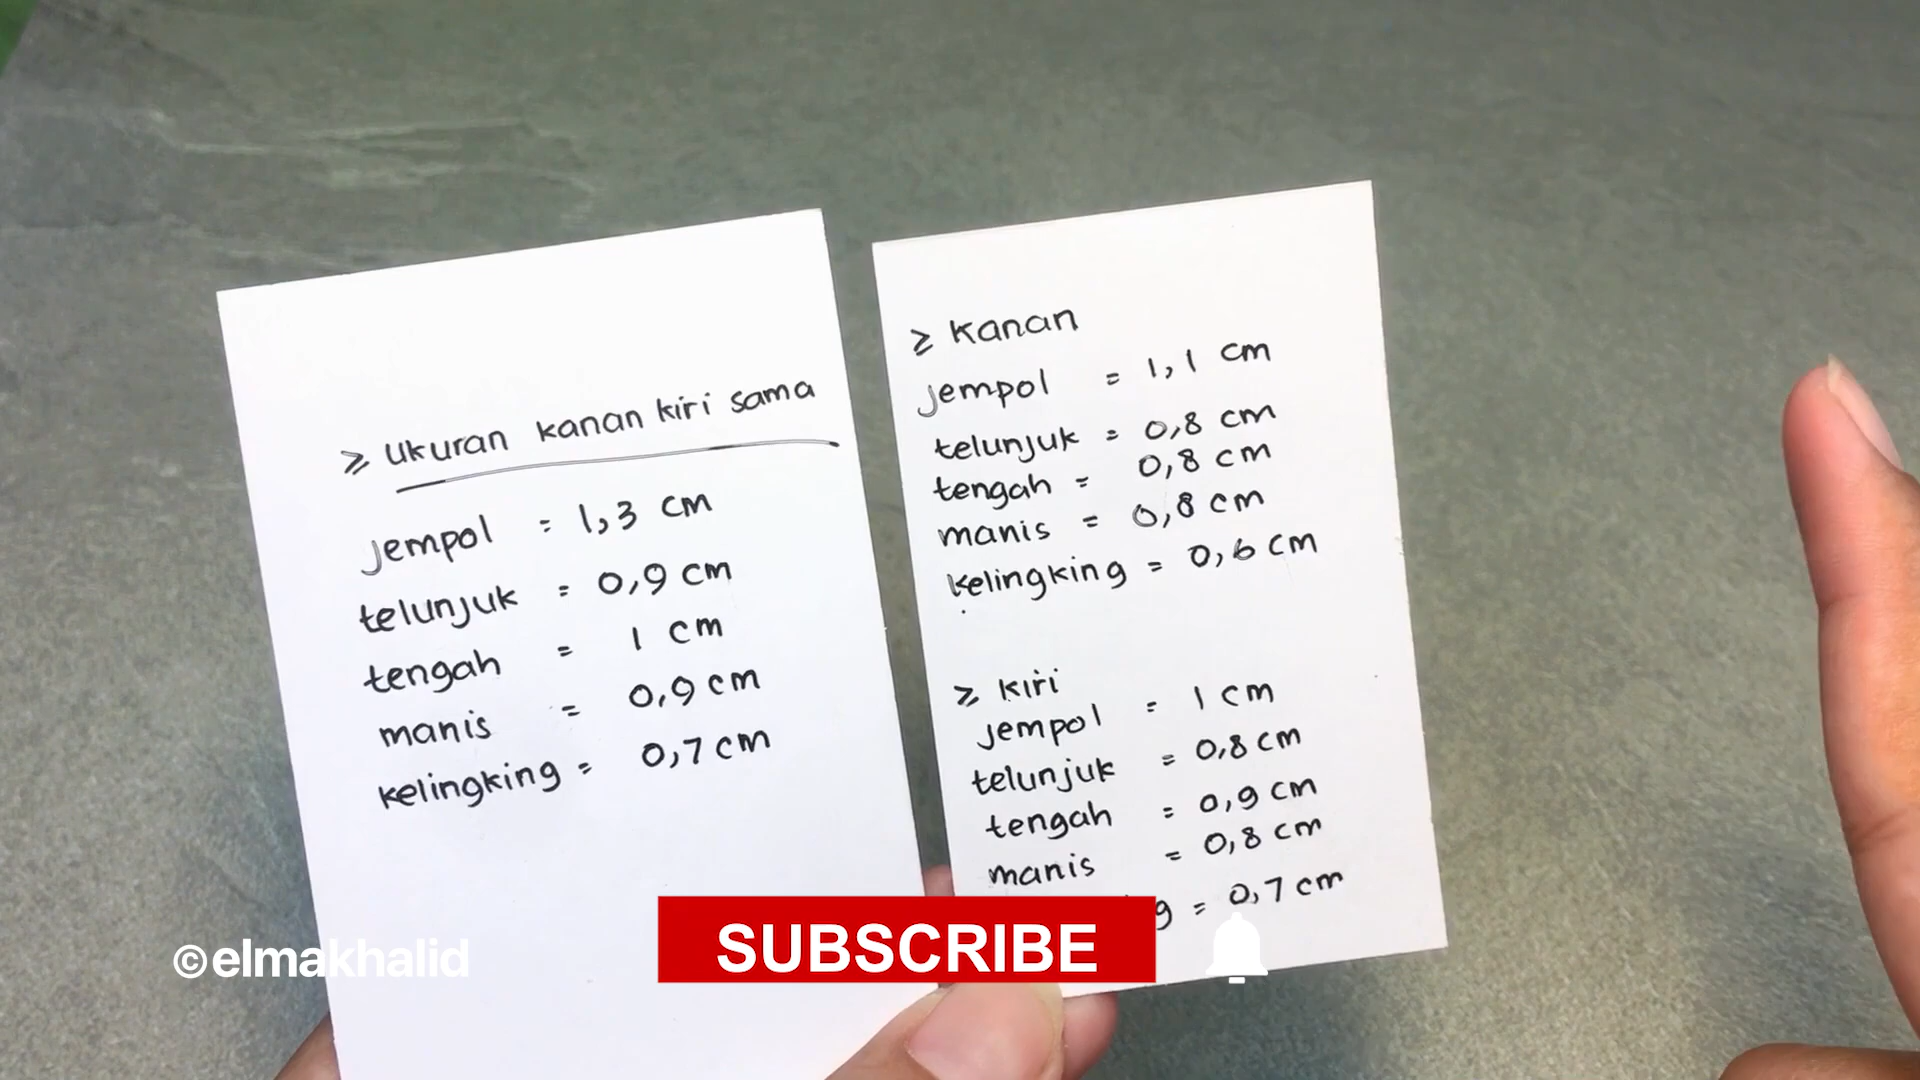 ≥ Ukuran kanan kiri sama
jempol = 1,3 cm
telunjuk = 0,9 cm
tengah = 1 cm
manis = 0,9 cm
kelingking = 0,7 cm
≥ Kanan
jempol = 1,1 cm
telunjuk = 0,8 cm
tengah = 0,8 cm
manis = 0,8 cm
kelingking = 0,6 cm
≥ Kiri
jempol = 1 cm
telunjuk = 0,8 cm
tengah = 0,9 cm
manis = 0,8 cm
g = 0,7 cm
©elmakhalid
SUBSCRIBE